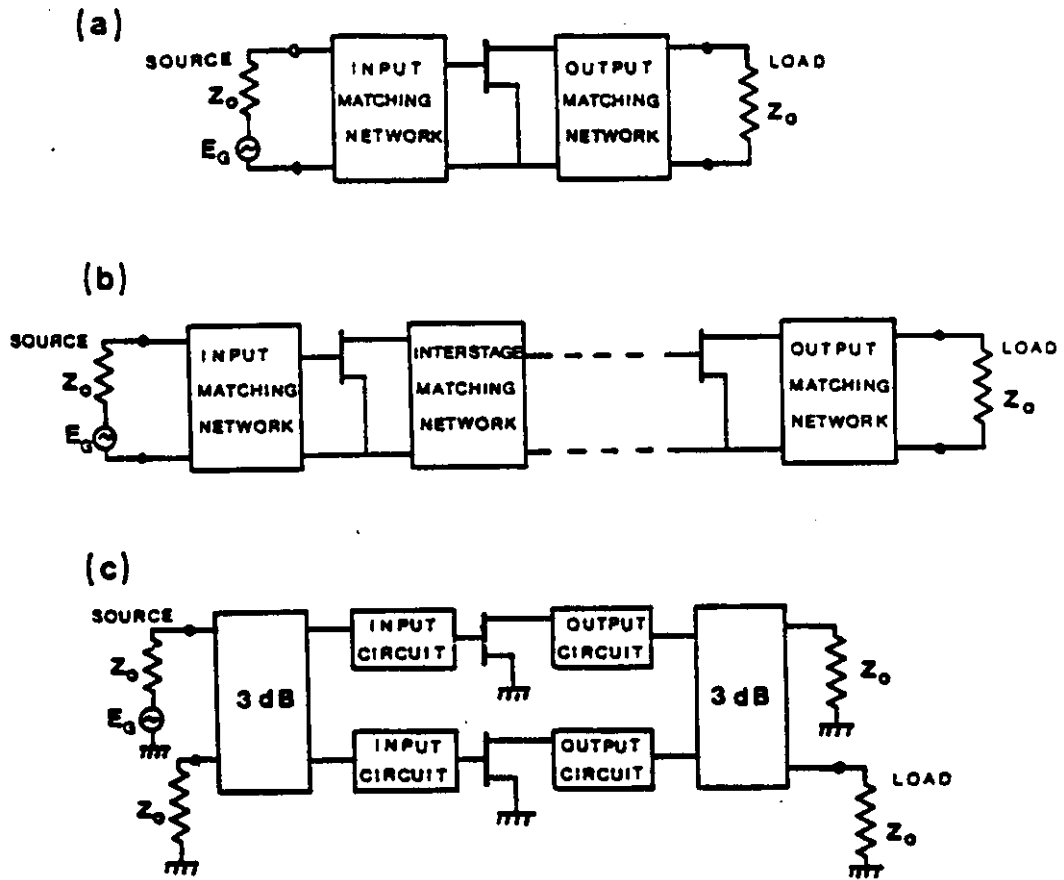 (a)
SOURCE
Zo
EG
INPUT
MATCHING
NETWORK
OUTPUT
MATCHING
NETWORK
LOAD
Zo
(b)
SOURCE
Zo
EG
INPUT
MATCHING
NETWORK
INTERSTAGE
MATCHING
NETWORK
OUTPUT
MATCHING
NETWORK
LOAD
Zo
(c)
SOURCE
Zo
EG
Zo
3 dB
INPUT
CIRCUIT
OUTPUT
CIRCUIT
INPUT
CIRCUIT
OUTPUT
CIRCUIT
3 dB
Zo
LOAD
Zo